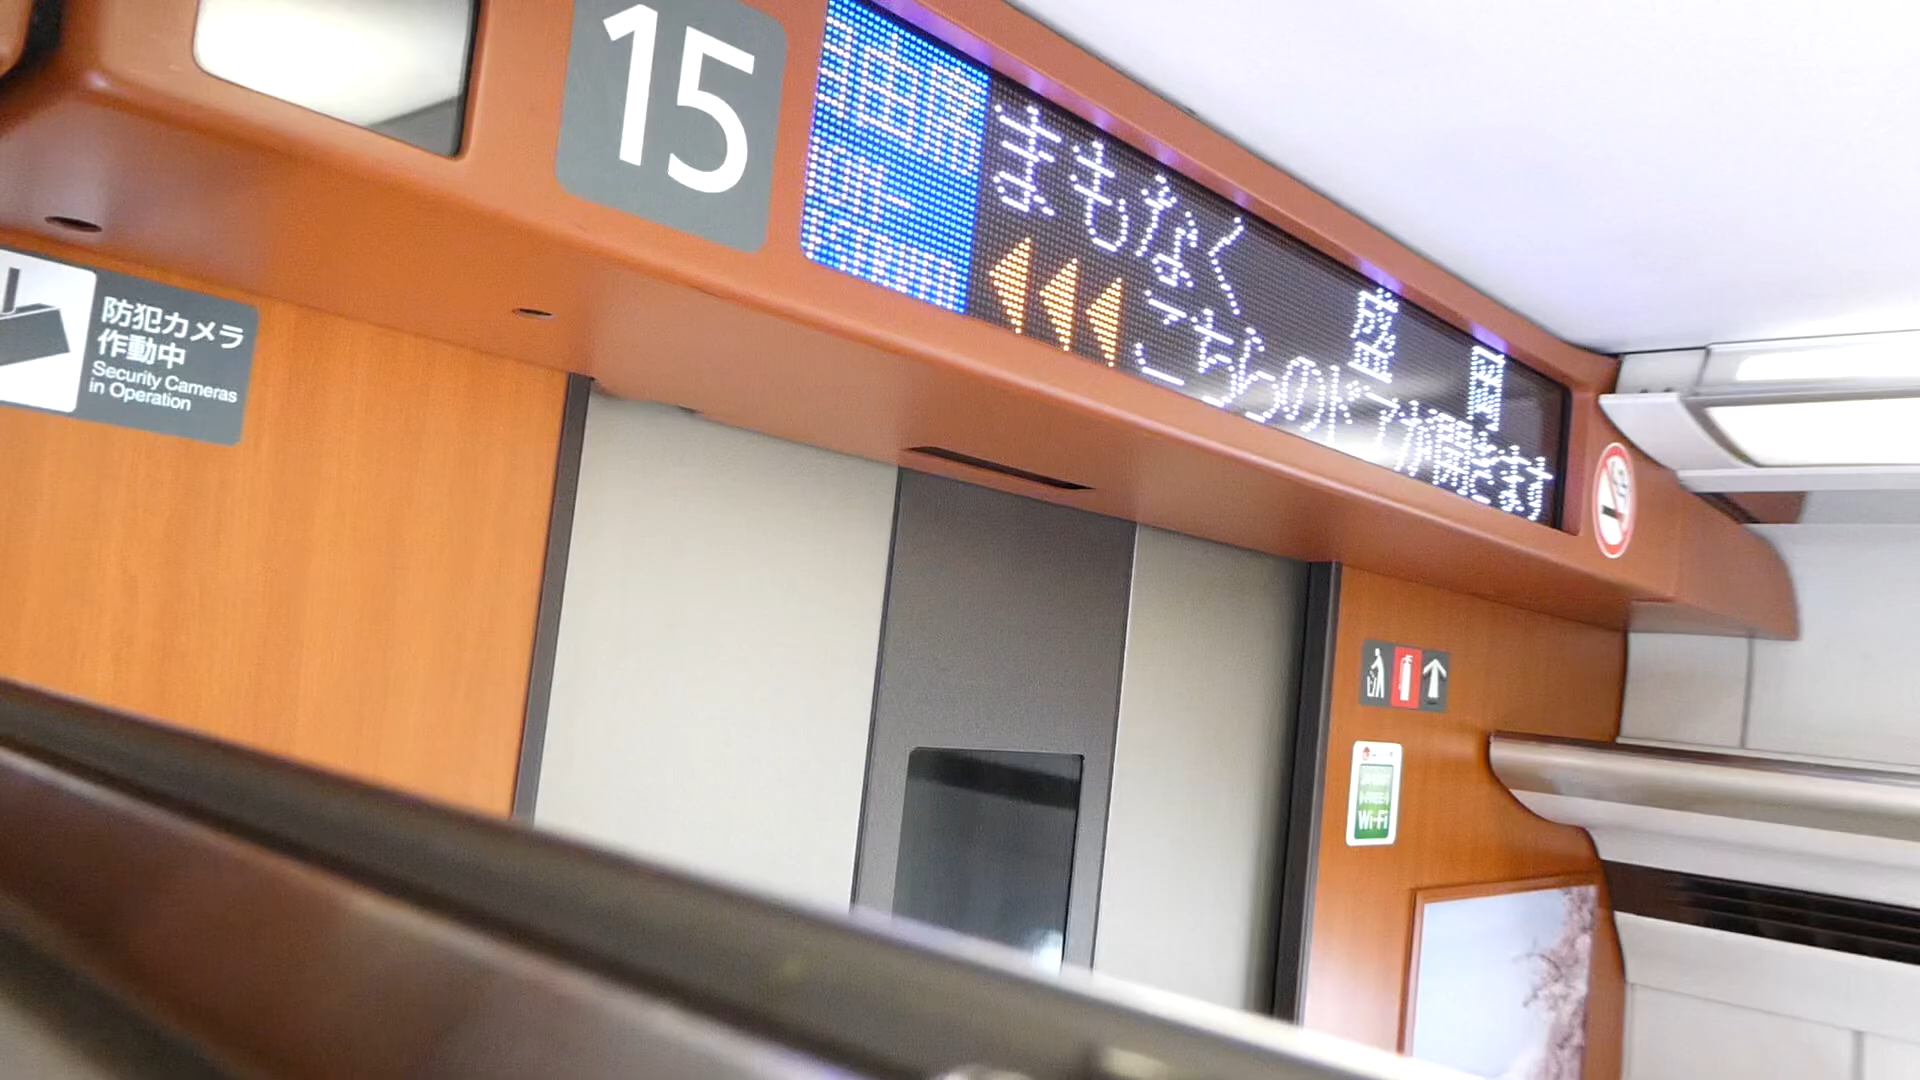 15
まもなく 盛岡
こちらのドアが開きます
防犯カメラ
作動中
Security Cameras
in Operation
Wi-Fi